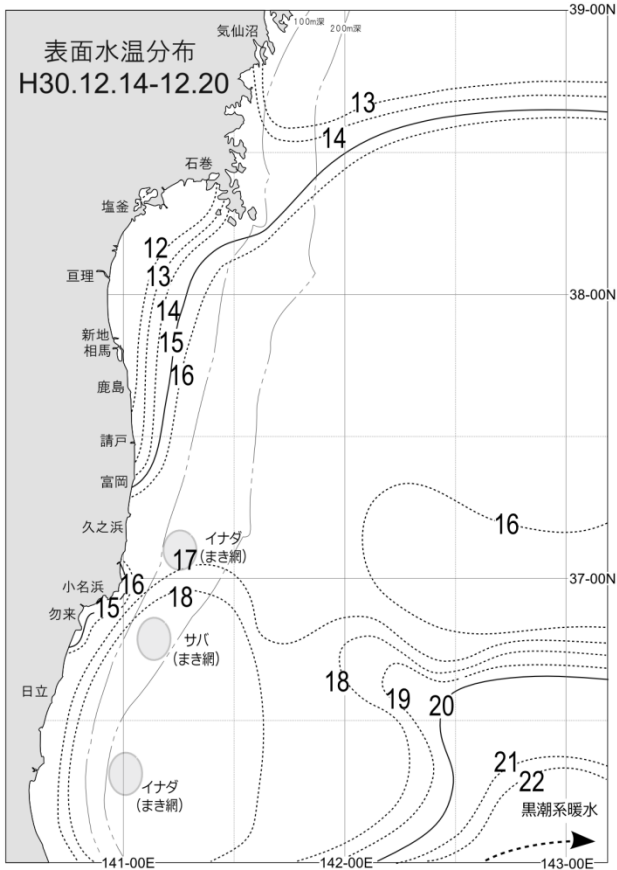 39-00N
気仙沼
100m深
200m深
表面水温分布
H30.12.14-12.20
13
14
石巻
塩釜
12
13
亘理
38-00N
14
新地
15
相馬
16
鹿島
請戸
富岡
16
久之浜
イナダ
(まき網)
17
37-00N
小名浜
16
18
15
勿来
サバ
(まき網)
18
日立
19
20
21
22
イナダ
(まき網)
黒潮系暖水
141-00E
142-00E
143-00E